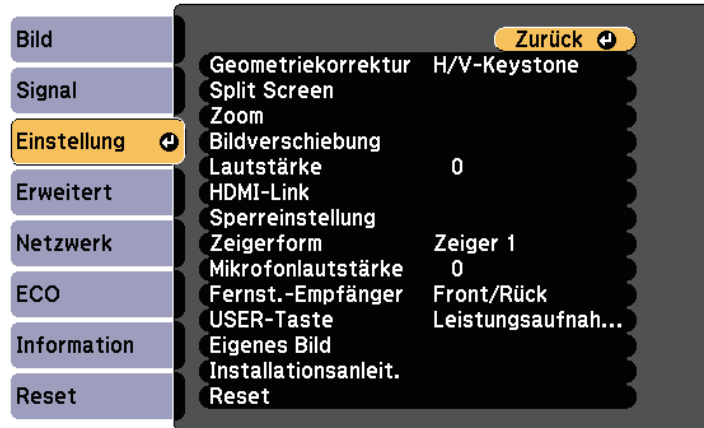 Bild
Signal
Einstellung
Erweitert
Netzwerk
ECO
Information
Reset
Zurück
Geometriekorrektur H/V-Keystone
Split Screen
Zoom
Bildverschiebung
Lautstärke 0
HDMI-Link
Sperreinstellung
Zeigerform Zeiger 1
Mikrofonlautstärke 0
Fernst.-Empfänger Front/Rück
USER-Taste Leistungsaufnah...
Eigenes Bild
Installationsanleit.
Reset